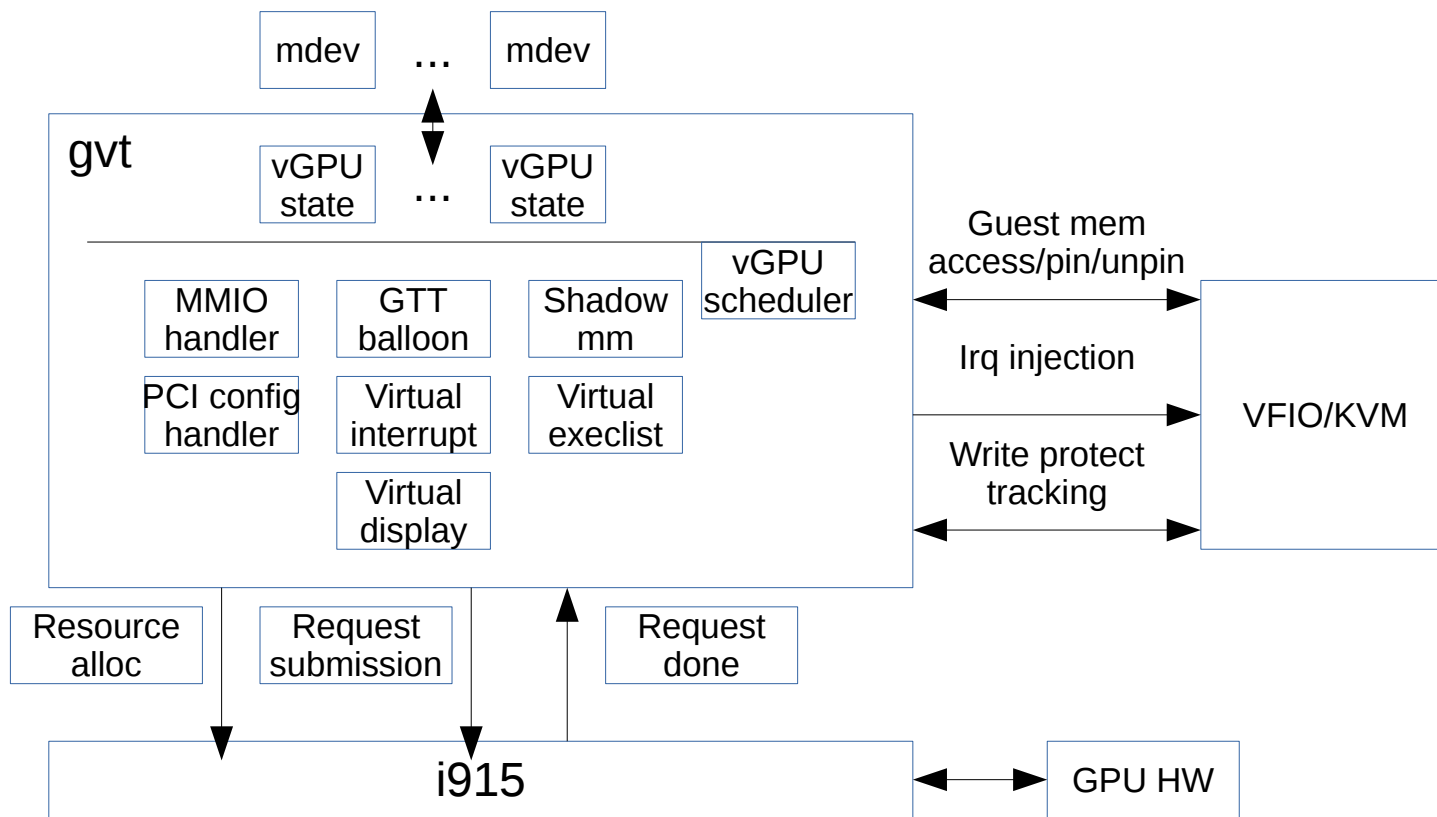 mdev
...
mdev
gvt
vGPU
state
...
vGPU
state
vGPU
scheduler
MMIO
handler
GTT
balloon
Shadow
mm
PCI config
handler
Virtual
interrupt
Virtual
execlist
Virtual
display
Guest mem
access/pin/unpin
Irq injection
Write protect
tracking
VFIO/KVM
Resource
alloc
Request
submission
Request
done
i915
GPU HW